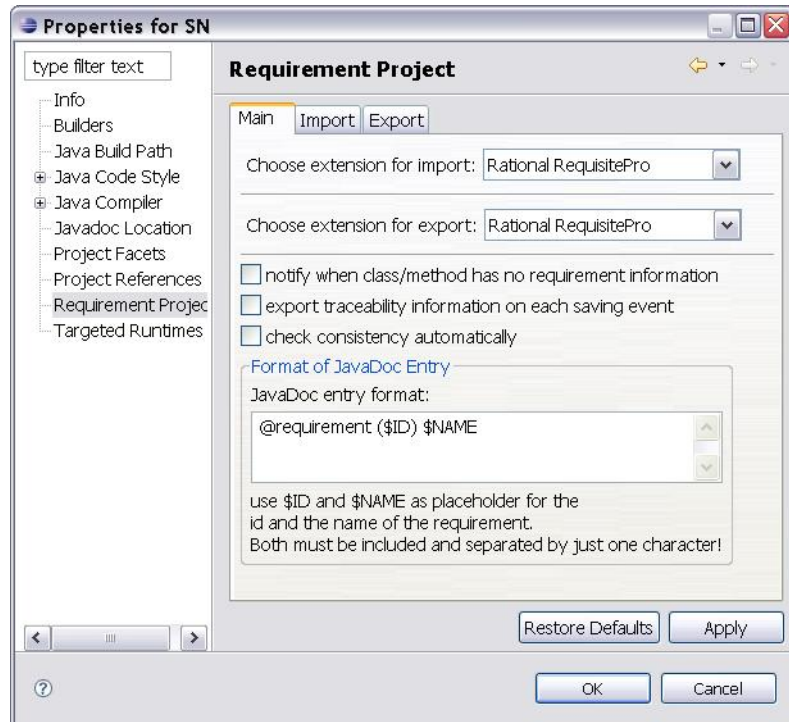 Properties for SN
type filter text
Info
Builders
Java Build Path
Java Code Style
Java Compiler
Javadoc Location
Project Facets
Project References
Requirement Projec
Targeted Runtimes
Requirement Project
Main Import Export
Choose extension for import: Rational RequisitePro
Choose extension for export: Rational RequisitePro
notify when class/method has no requirement information
export traceability information on each saving event
check consistency automatically
Format of JavaDoc Entry
JavaDoc entry format:
@requirement ($ID) $NAME
use $ID and $NAME as placeholder for the
id and the name of the requirement.
Both must be included and separated by just one character!
Restore Defaults Apply
OK Cancel